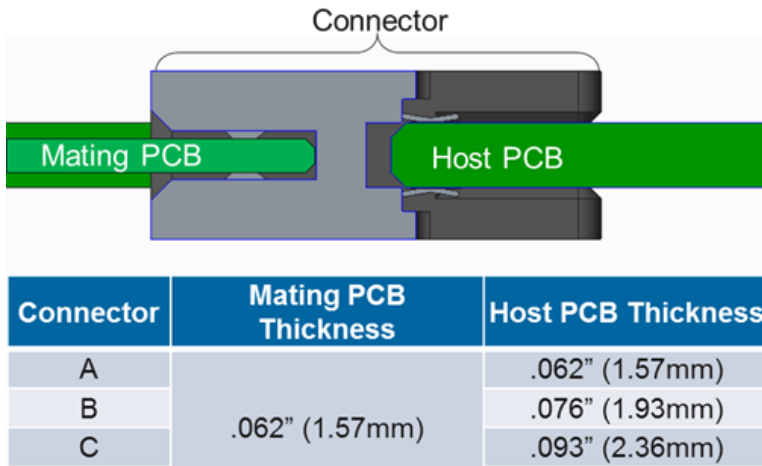 Connector
Mating PCB
Host PCB
Connector
Mating PCB
Thickness
Host PCB Thickness
A
.062” (1.57mm)
.062” (1.57mm)
B
.076” (1.93mm)
C
.093” (2.36mm)